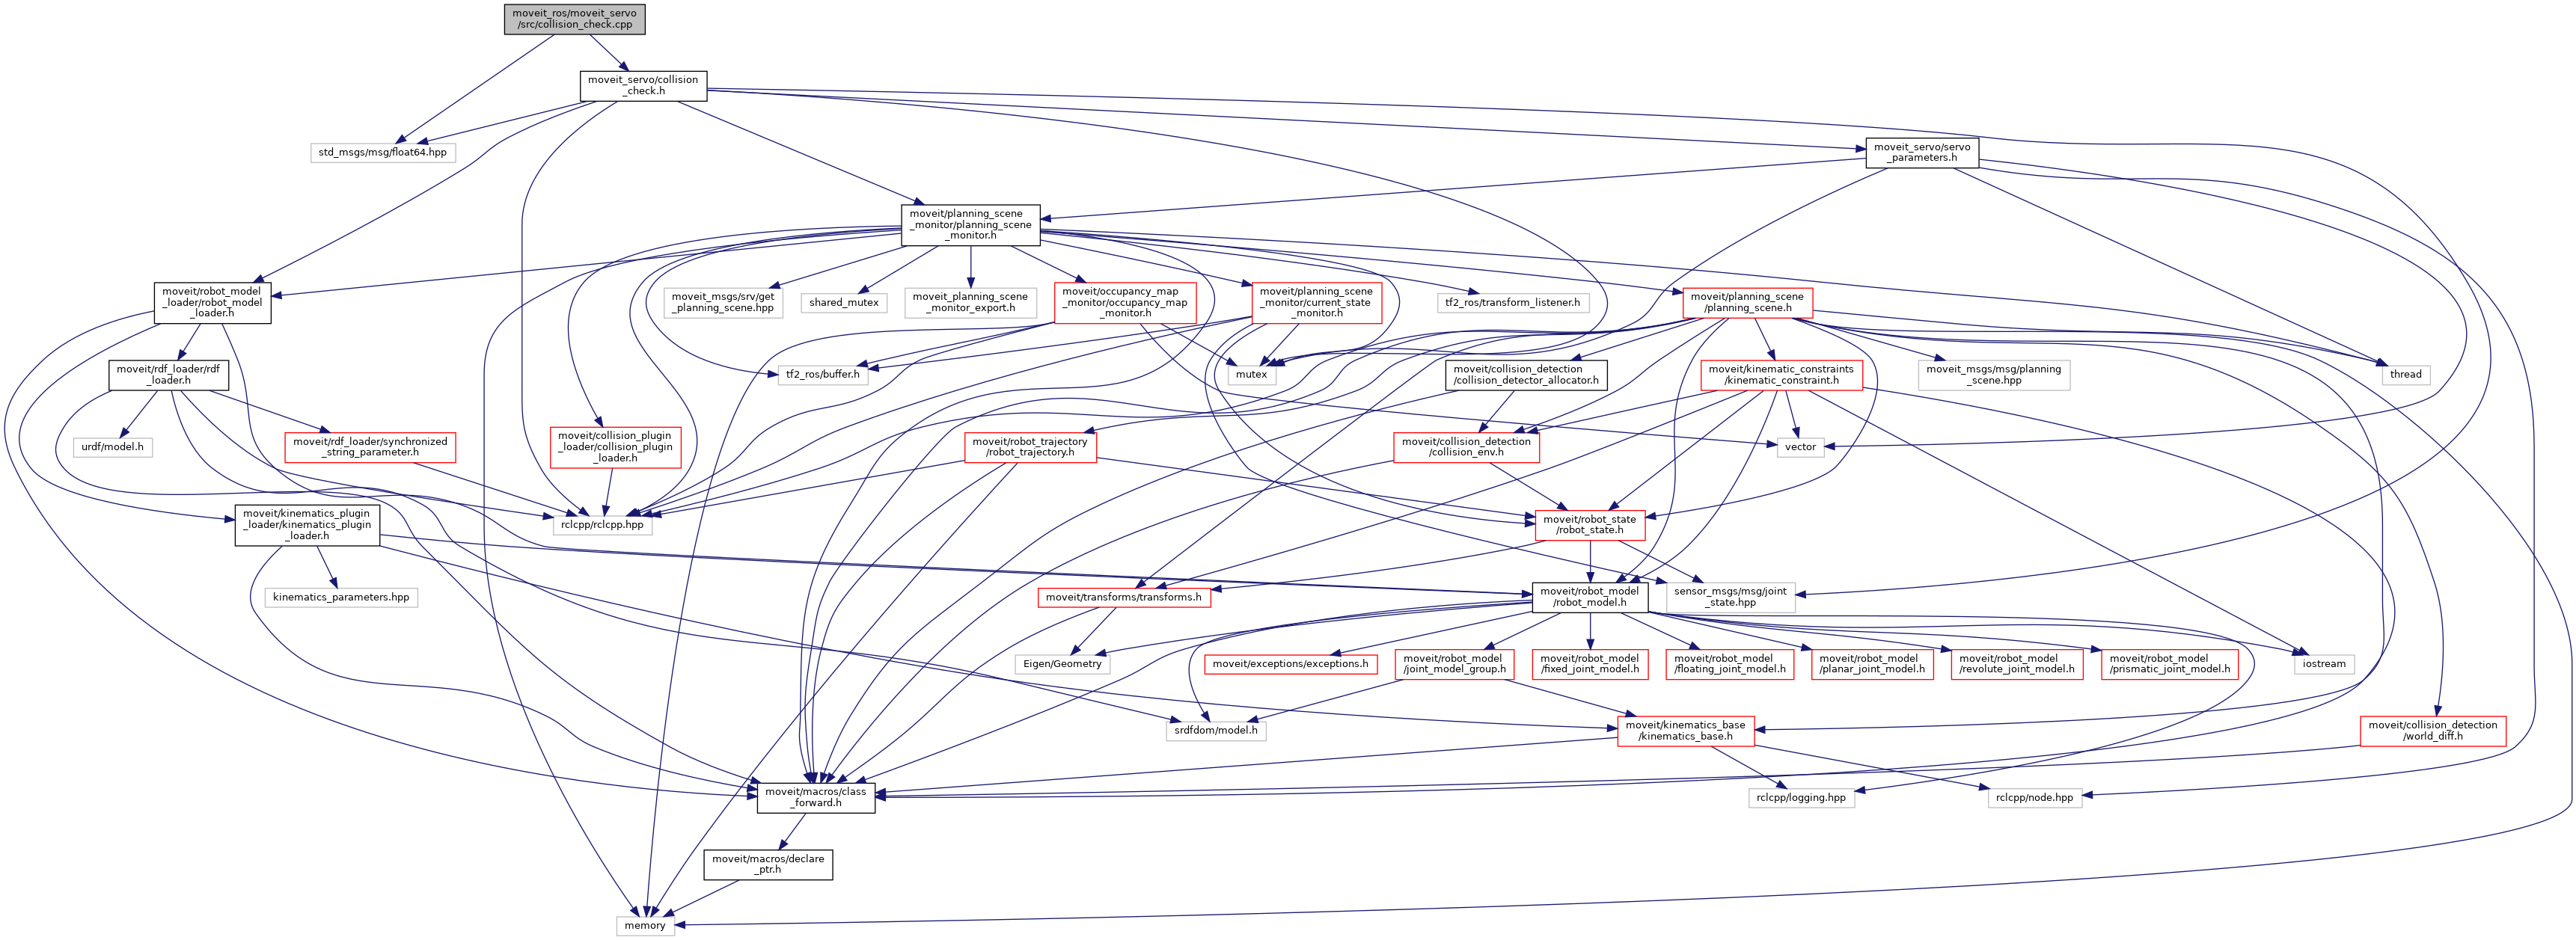 moveit_ros/moveit_servo
/src/collision_check.cpp
moveit_servo/collision
_check.h
std_msgs/msg/float64.hpp
moveit_servo/servo
_parameters.h
moveit/planning_scene
_monitor/planning_scene
_monitor.h
moveit/robot_model
_loader/robot_model
_loader.h
moveit_msgs/srv/get
_planning_scene.hpp
shared_mutex
moveit_planning_scene
_monitor_export.h
moveit/occupancy_map
_monitor/occupancy_map
_monitor.h
moveit/planning_scene
_monitor/current_state
_monitor.h
tf2_ros/transform_listener.h
moveit/planning_scene
/planning_scene.h
moveit/rdf_loader/rdf
_loader.h
tf2_ros/buffer.h
mutex
moveit/collision_detection
/collision_detector_allocator.h
moveit/kinematic_constraints
/kinematic_constraint.h
moveit_msgs/msg/planning
_scene.hpp
thread
urdf/model.h
moveit/rdf_loader/synchronized
_string_parameter.h
moveit/collision_plugin
_loader/collision_plugin
_loader.h
moveit/robot_trajectory
/robot_trajectory.h
moveit/collision_detection
/collision_env.h
vector
moveit/kinematics_plugin
_loader/kinematics_plugin
_loader.h
rclcpp/rclcpp.hpp
moveit/robot_state
/robot_state.h
kinematics_parameters.hpp
moveit/transforms/transforms.h
moveit/robot_model
/robot_model.h
sensor_msgs/msg/joint
_state.hpp
Eigen/Geometry
moveit/exceptions/exceptions.h
moveit/robot_model
/joint_model_group.h
moveit/robot_model
/fixed_joint_model.h
moveit/robot_model
/floating_joint_model.h
moveit/robot_model
/planar_joint_model.h
moveit/robot_model
/revolute_joint_model.h
moveit/robot_model
/prismatic_joint_model.h
iostream
srdfdom/model.h
moveit/kinematics_base
/kinematics_base.h
moveit/collision_detection
/world_diff.h
moveit/macros/class
_forward.h
rclcpp/logging.hpp
rclcpp/node.hpp
moveit/macros/declare
_ptr.h
memory